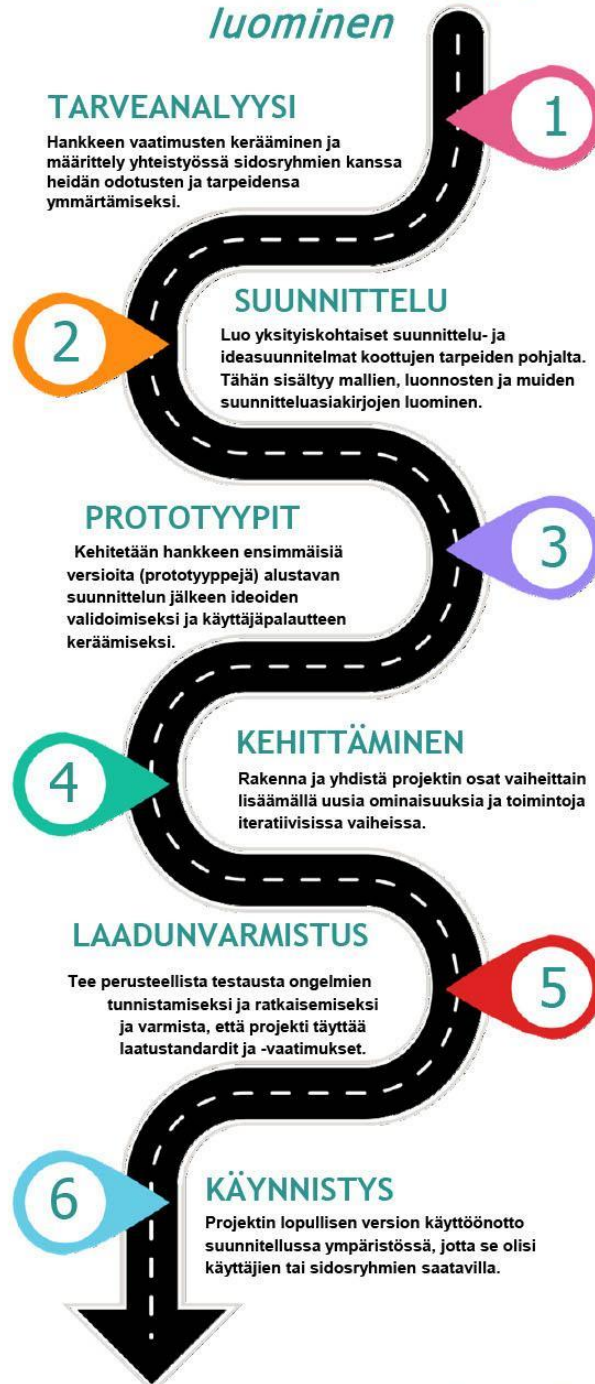 luominen
1
TARVEANALYYSI
Hankkeen vaatimusten kerääminen ja
määrittely yhteistyössä sidosryhmien kanssa
heidän odotusten ja tarpeidensa
ymmärtämiseksi.
2
SUUNNITTELU
Luo yksityiskohtaiset suunnittelu- ja
ideasuunnitelmat koottujen tarpeiden pohjalta.
Tähän sisältyy mallien, luonnosten ja muiden
suunnitteluasiakirjojen luominen.
3
PROTOTYYPIT
Kehitetään hankkeen ensimmäisiä
versioita (prototyyppejä) alustavan
suunnittelun jälkeen ideoiden
validoimiseksi ja käyttäjäpalautteen
keräämiseksi.
4
KEHITTÄMINEN
Rakenna ja yhdistä projektin osat vaiheittain
lisäämällä uusia ominaisuuksia ja toimintoja
iteratiivisissa vaiheissa.
5
LAADUNVARMISTUS
Tee perusteellista testausta ongelmien
tunnistamiseksi ja ratkaisemiseksi
ja varmista, että projekti täyttää
laatustandardit ja -vaatimukset.
6
KÄYNNISTYS
Projektin lopullisen version käyttöönotto
suunnitellussa ympäristössä, jotta se olisi
käyttäjien tai sidosryhmien saatavilla.